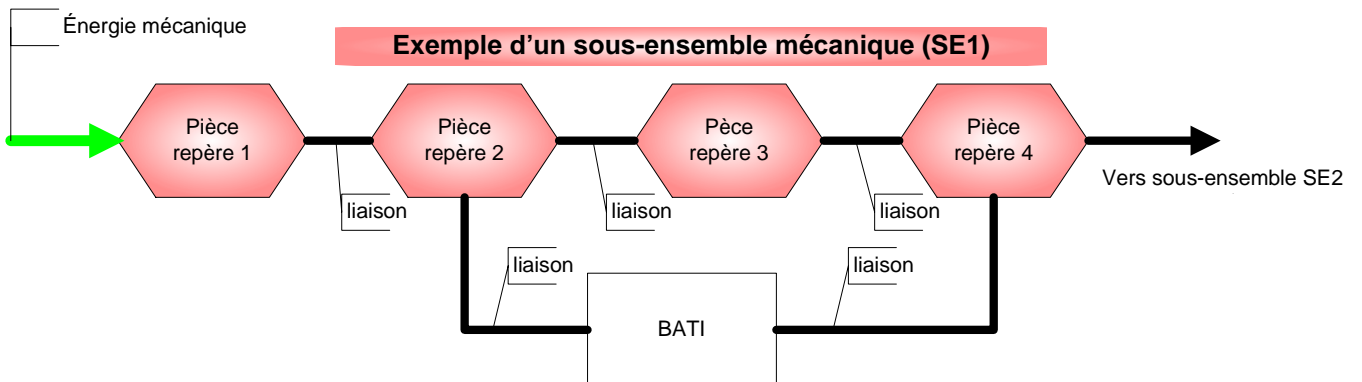 Énergie mécanique
Exemple d’un sous-ensemble mécanique (SE1)
Pièce
repère 1
Pièce
repère 2
Pèce
repère 3
Pièce
repère 4
Vers sous-ensemble SE2
liaison
liaison
liaison
liaison
liaison
BATI